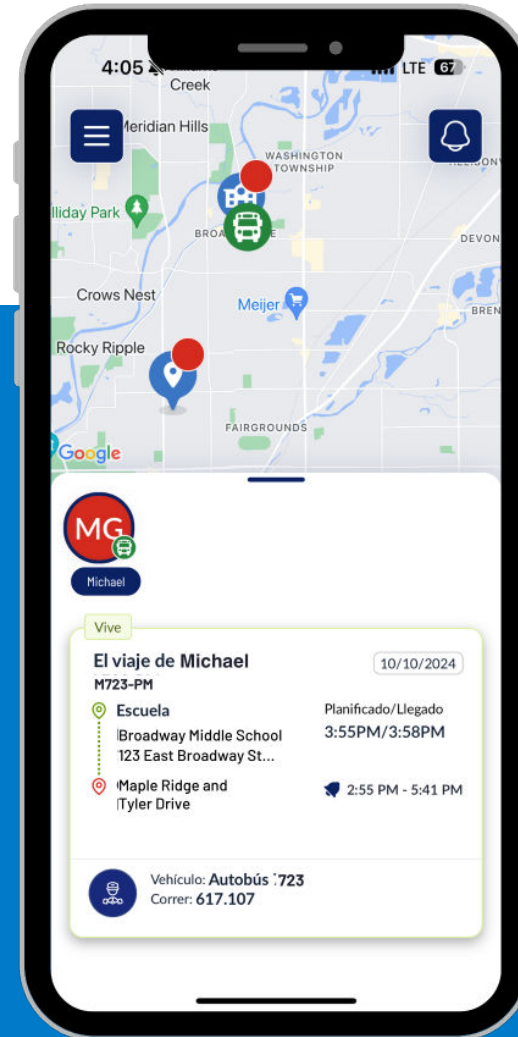 4:05 LTE 67
Creek
Meridian Hills
WASHINGTON
TOWNSHIP
lliday Park
BROA
DEVON
Crows Nest
Meijer
BREN
Rocky Ripple
FAIRGROUNDS
Google
MG
Michael
Vive
El viaje de Michael
10/10/2024
M723-PM
Escuela
Planificado/Llegado
Broadway Middle School
3:55PM/3:58PM
123 East Broadway St...
Maple Ridge and
2:55 PM - 5:41 PM
Tyler Drive
Vehículo: Autobús 723
Correr: 617.107